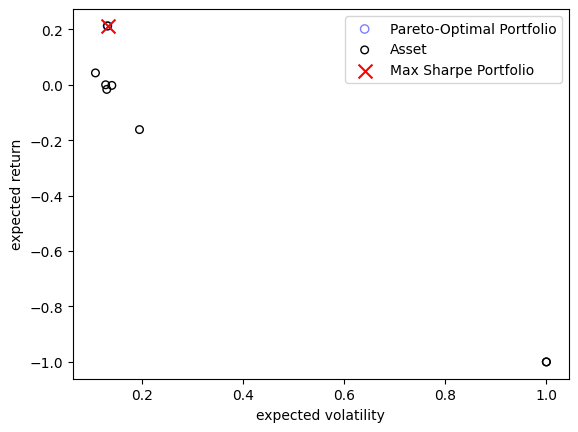 Pareto-Optimal Portfolio
Asset
Max Sharpe Portfolio
0.2
0.0
−0.2
−0.4
−0.6
−0.8
−1.0
expected return
0.2
0.4
0.6
0.8
1.0
expected volatility